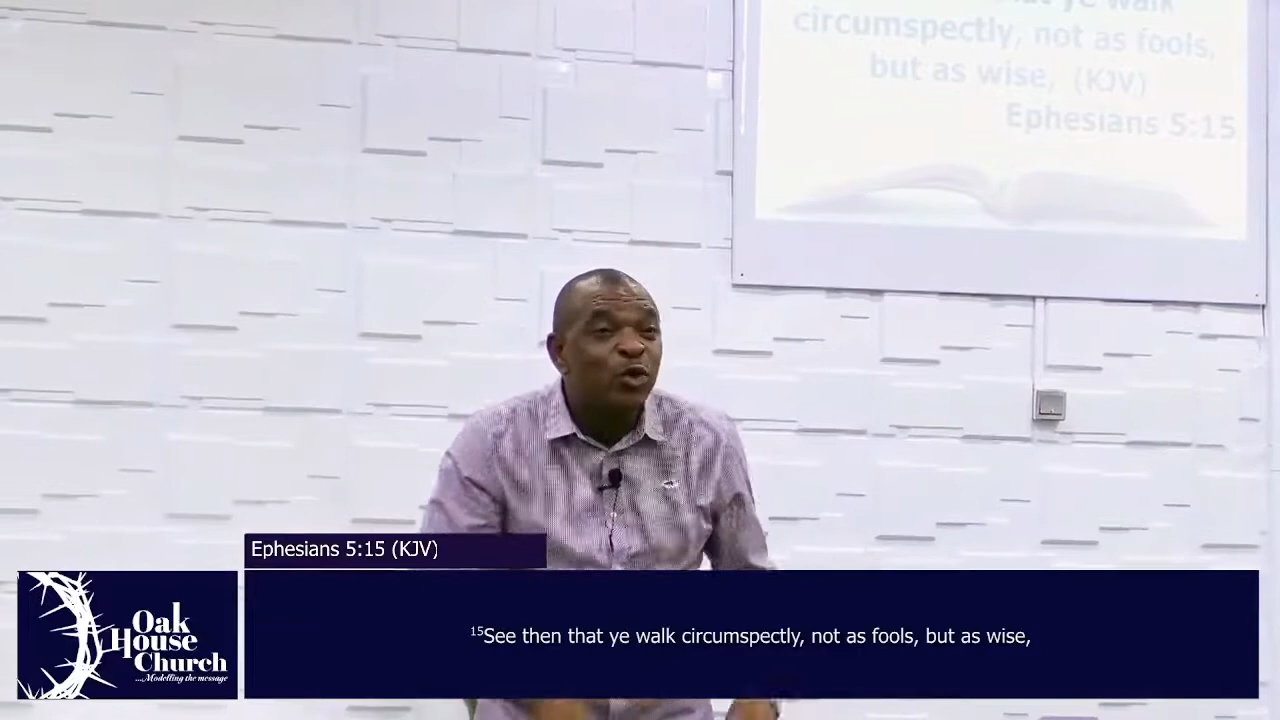 circumspectly, not as fools,
but as wise, (KJV)
Ephesians 5:15
Ephesians 5:15 (KJV)
¹⁵See then that ye walk circumspectly, not as fools, but as wise,
Oak
House
Church
...Modelling the message